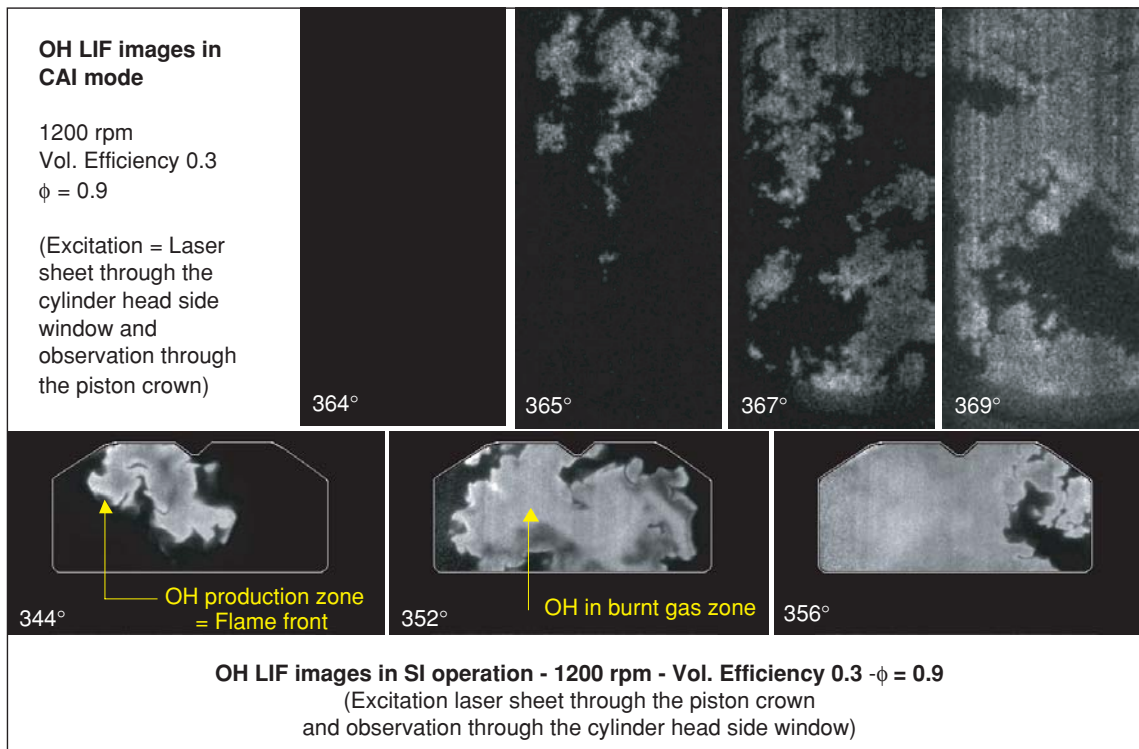 OH LIF images in
CAI mode
1200 rpm
Vol. Efficiency 0.3
ϕ = 0.9
(Excitation = Laser
sheet through the
cylinder head side
window and
observation through
the piston crown)
364°
365°
367°
369°
OH production zone
= Flame front
344°
OH in burnt gas zone
352°
356°
OH LIF images in SI operation - 1200 rpm - Vol. Efficiency 0.3 -ϕ = 0.9
(Excitation laser sheet through the piston crown
and observation through the cylinder head side window)